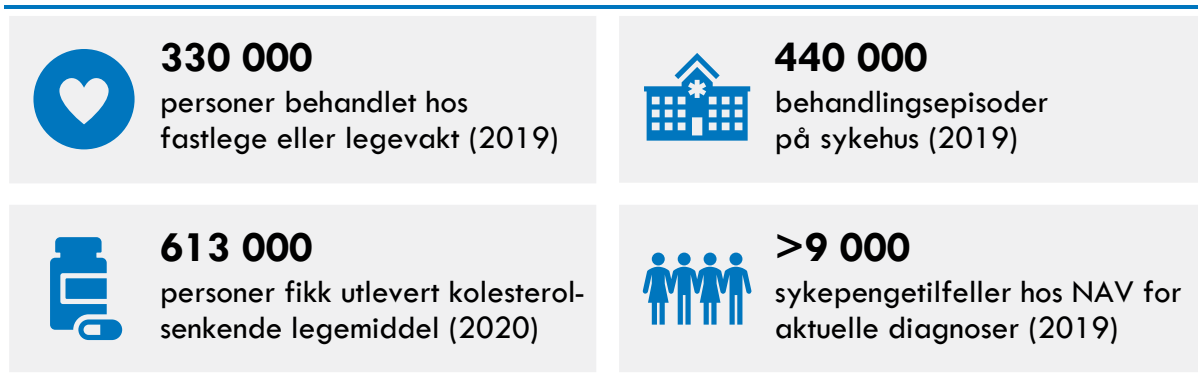 330 000
personer behandlet hos
fastlege eller legevakt (2019)
440 000
behandlingsepisoder
på sykehus (2019)
613 000
personer fikk utlevert kolesterol-
senkende legemiddel (2020)
>9 000
sykepengetilfeller hos NAV for
aktuelle diagnoser (2019)